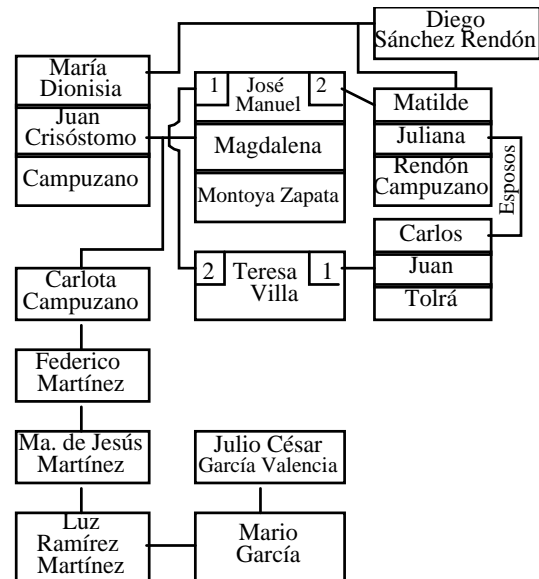 Diego
Sánchez Rendón
María
Dionisia
Juan
Crisóstomo
Campuzano
1
José
Manuel
2
Magdalena
Montoya Zapata
Matilde
Juliana
Rendón
Campuzano
Esposos
Carlos
Juan
Tolrá
2
Teresa
Villa
1
Carlota
Campuzano
Federico
Martínez
Ma. de Jesús
Martínez
Julio César
García Valencia
Luz
Ramírez
Martínez
Mario
García